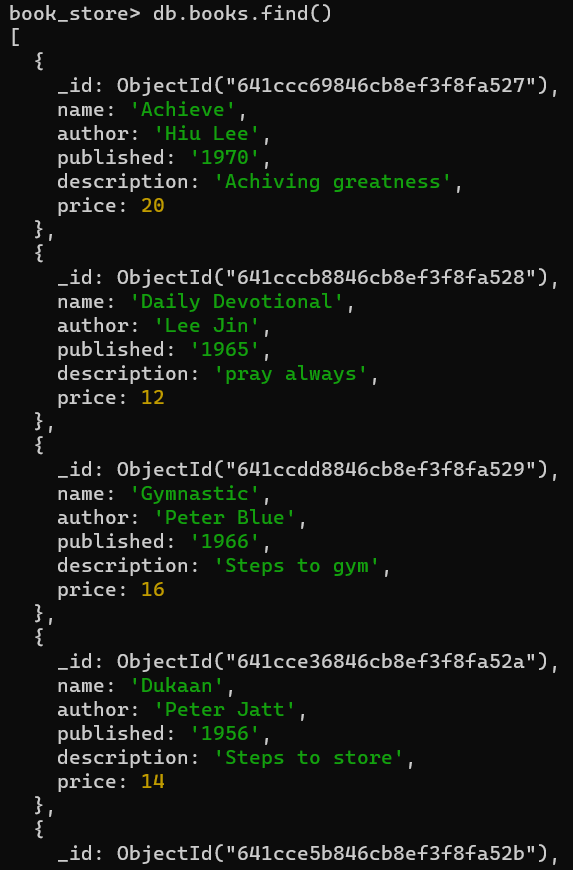 book_store> db.books.find()
[
  {
    _id: ObjectId("641ccc69846cb8ef3f8fa527"),
    name: 'Achieve',
    author: 'Hiu Lee',
    published: '1970',
    description: 'Achiving greatness',
    price: 20
  },
  {
    _id: ObjectId("641cccb8846cb8ef3f8fa528"),
    name: 'Daily Devotional',
    author: 'Lee Jin',
    published: '1965',
    description: 'pray always',
    price: 12
  },
  {
    _id: ObjectId("641ccdd8846cb8ef3f8fa529"),
    name: 'Gymnastic',
    author: 'Peter Blue',
    published: '1966',
    description: 'Steps to gym',
    price: 16
  },
  {
    _id: ObjectId("641cce36846cb8ef3f8fa52a"),
    name: 'Dukaan',
    author: 'Peter Jatt',
    published: '1956',
    description: 'Steps to store',
    price: 14
  },
  {
    _id: ObjectId("641cce5b846cb8ef3f8fa52b"),